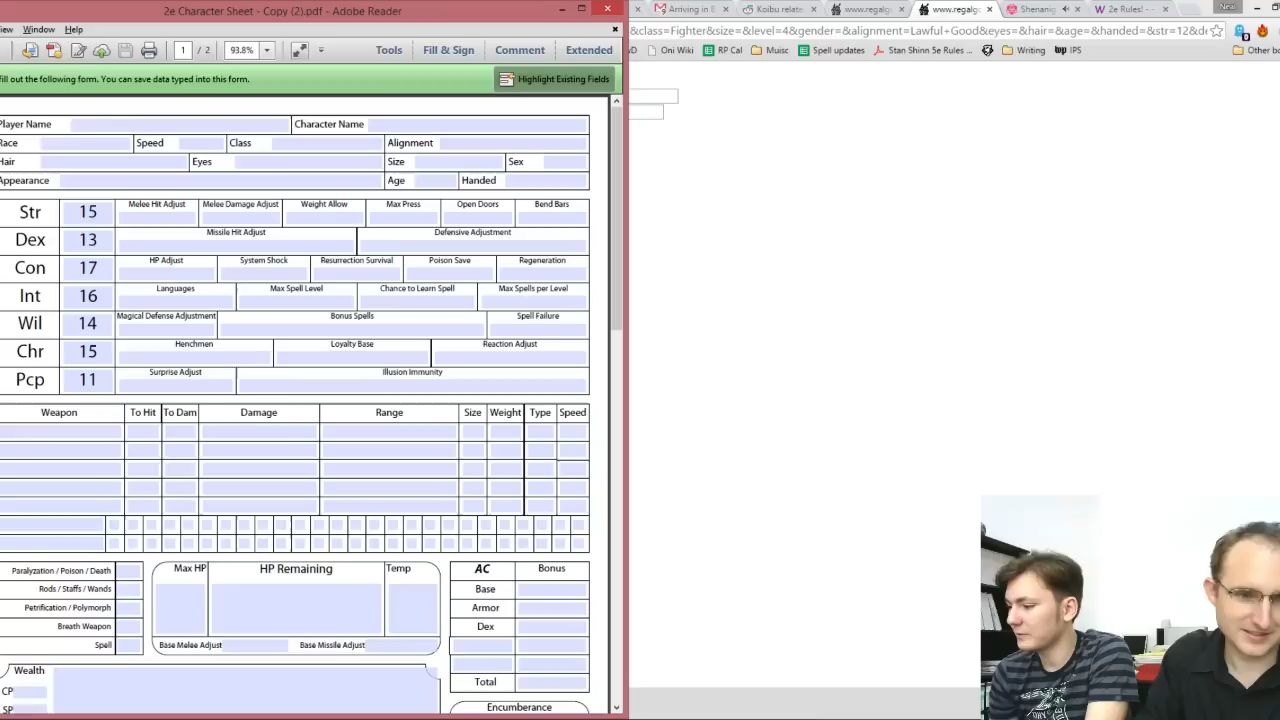 2e Character Sheet - Copy (2).pdf - Adobe Reader
Arriving in
Koibu relate
www.regalg
www.regalg
Shenanig
2e Rules! -
Neal
View Window Help
&class=Fighter&size=&level=4&gender=&alignment=Lawful+Good&eyes=&hair=&age=&handed=&str=12&d
1 / 2 93.8% Tools Fill & Sign Comment Extended
Oni Wiki RP Cal Muisc Spell updates Stan Shin 5e Rules ... Writing IPS Other bo
fill out the following form. You can save data typed into this form. Highlight Existing Fields
Player Name Character Name
Race Speed Class Alignment
Hair Eyes Size Sex
Appearance Age Handed
Str 15 Melee Hit Adjust Melee Damage Adjust Weight Allow Max Press Open Doors Bend Bars
Dex 13 Missile Hit Adjust Defensive Adjustment
Con 17 HP Adjust System Shock Resurrection Survival Poison Save Regeneration
Int 16 Languages Max Spell Level Chance to Learn Spell Max Spells per Level
Wil 14 Magical Defense Adjustment Bonus Spells Spell Failure
Chr 15 Henchmen Loyalty Base Reaction Adjust
Pcp 11 Surprise Adjust Illusion Immunity
Weapon To Hit To Dam Damage Range Size Weight Type Speed
Paralyzation / Poison / Death Max HP HP Remaining Temp AC Bonus
Rods / Staffs / Wands Base
Petrification / Polymorph Armor
Breath Weapon Dex
Spell Base Melee Adjust Base Missile Adjust
Wealth
Total
CP
SP
Encumberance